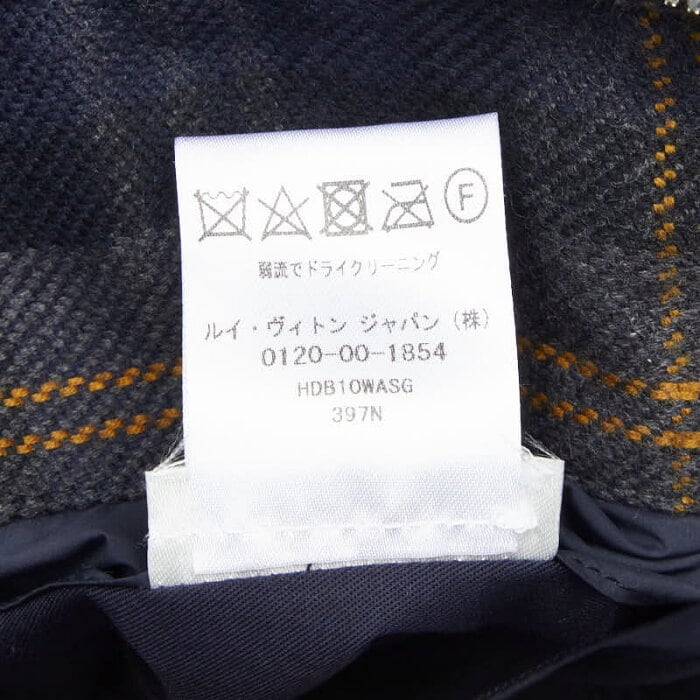 F
弱流でドライクリーニング
ルイ・ヴィトン ジャパン (株)
0120-00-1854
HDB10WASG
397N